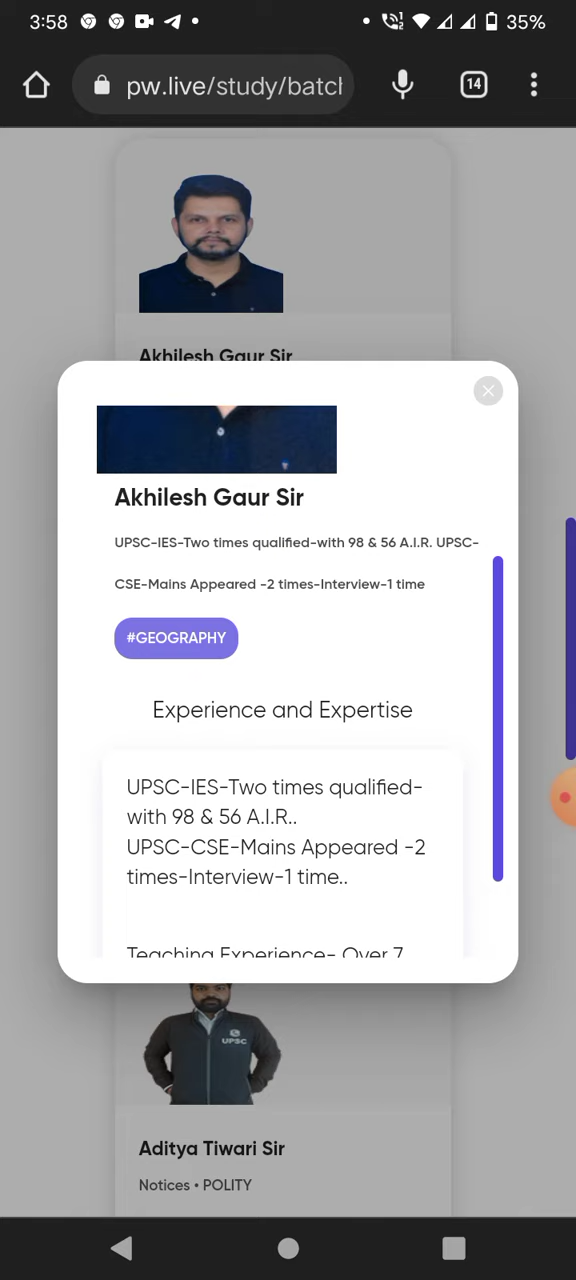 3:58
35%
pw.live/study/batch
14
Akhilesh Gaur Sir
Akhilesh Gaur Sir
UPSC-IES-Two times qualified-with 98 & 56 A.I.R. UPSC-
CSE-Mains Appeared -2 times-Interview-1 time
#GEOGRAPHY
Experience and Expertise
UPSC-IES-Two times qualified-
with 98 & 56 A.I.R..
UPSC-CSE-Mains Appeared -2
times-Interview-1 time..
Teaching Experience- Over 7
UPSC
Aditya Tiwari Sir
Notices • POLITY